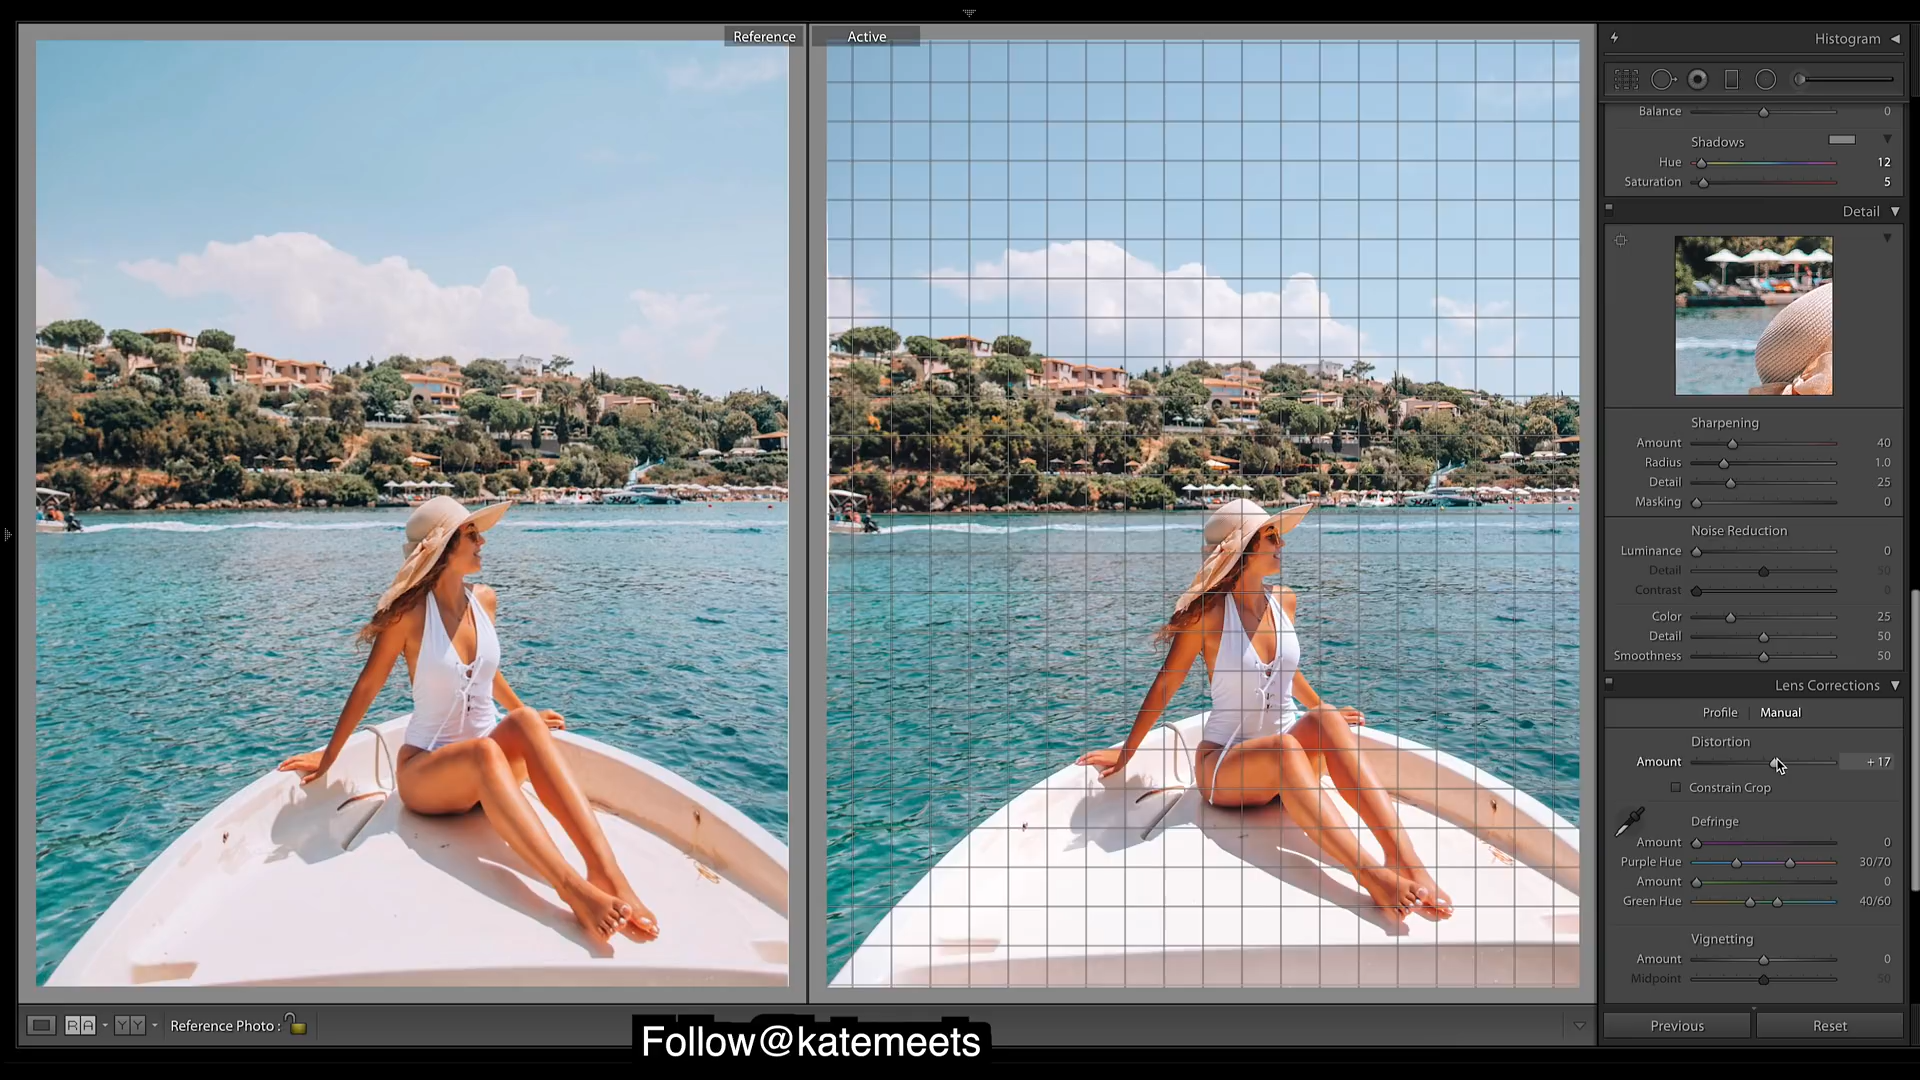 Reference
Active
Histogram
Balance 0
Shadows
Hue 12
Saturation 5
Detail
Sharpening
Amount 40
Radius 1.0
Detail 25
Masking 0
Noise Reduction
Luminance 0
Detail 50
Contrast 0
Color 25
Detail 50
Smoothness 50
Lens Corrections
Profile Manual
Distortion
Amount + 17
Constrain Crop
Defringe
Amount 0
Purple Hue 30/70
Amount 0
Green Hue 40/60
Vignetting
Amount 0
Midpoint 50
R A Y Y Reference Photo :
Previous Reset
Follow@katemeets